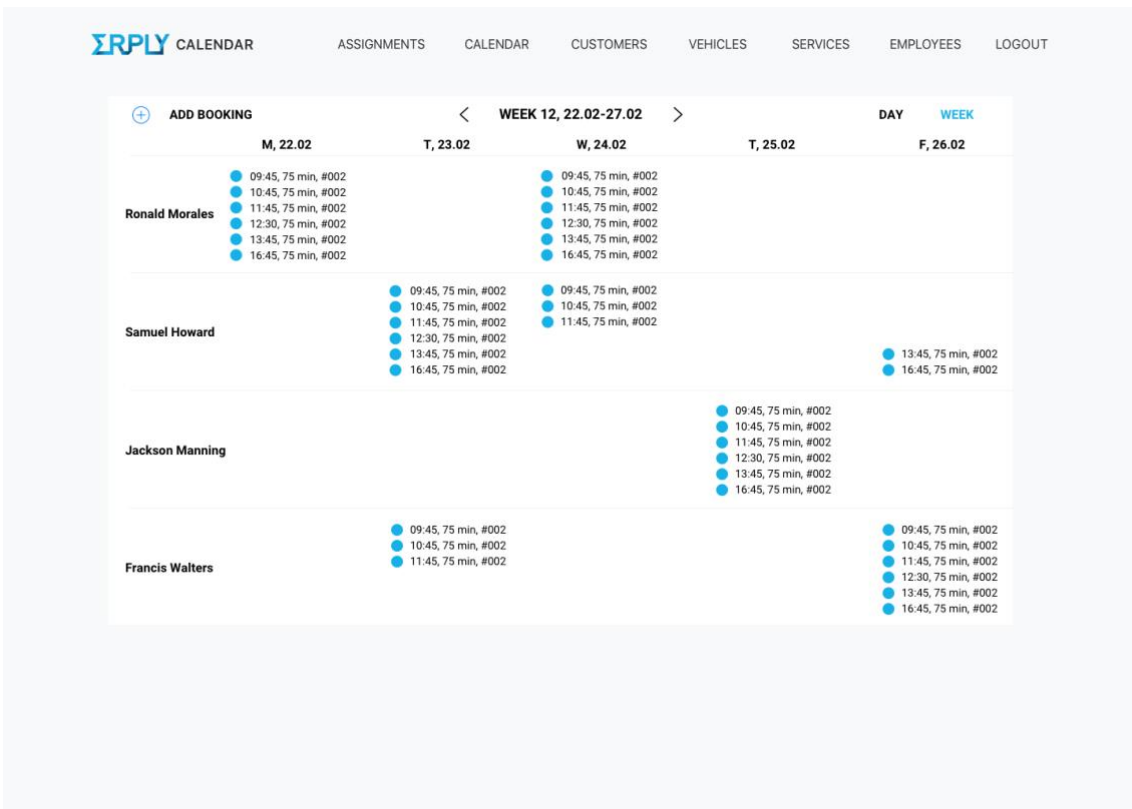 ΣRPLY CALENDAR ASSIGNMENTS CALENDAR CUSTOMERS VEHICLES SERVICES EMPLOYEES LOGOUT
ADD BOOKING < WEEK 12, 22.02-27.02 > DAY WEEK
M, 22.02 T, 23.02 W, 24.02 T, 25.02 F, 26.02
Ronald Morales
09:45, 75 min, #002 09:45, 75 min, #002
10:45, 75 min, #002 10:45, 75 min, #002
11:45, 75 min, #002 11:45, 75 min, #002
12:30, 75 min, #002 12:30, 75 min, #002
13:45, 75 min, #002 13:45, 75 min, #002
16:45, 75 min, #002 16:45, 75 min, #002
Samuel Howard
09:45, 75 min, #002 09:45, 75 min, #002
10:45, 75 min, #002 10:45, 75 min, #002
11:45, 75 min, #002 11:45, 75 min, #002
12:30, 75 min, #002
13:45, 75 min, #002 13:45, 75 min, #002
16:45, 75 min, #002 16:45, 75 min, #002
Jackson Manning
09:45, 75 min, #002
10:45, 75 min, #002
11:45, 75 min, #002
12:30, 75 min, #002
13:45, 75 min, #002
16:45, 75 min, #002
Francis Walters
09:45, 75 min, #002 09:45, 75 min, #002
10:45, 75 min, #002 10:45, 75 min, #002
11:45, 75 min, #002 11:45, 75 min, #002
12:30, 75 min, #002
13:45, 75 min, #002
16:45, 75 min, #002